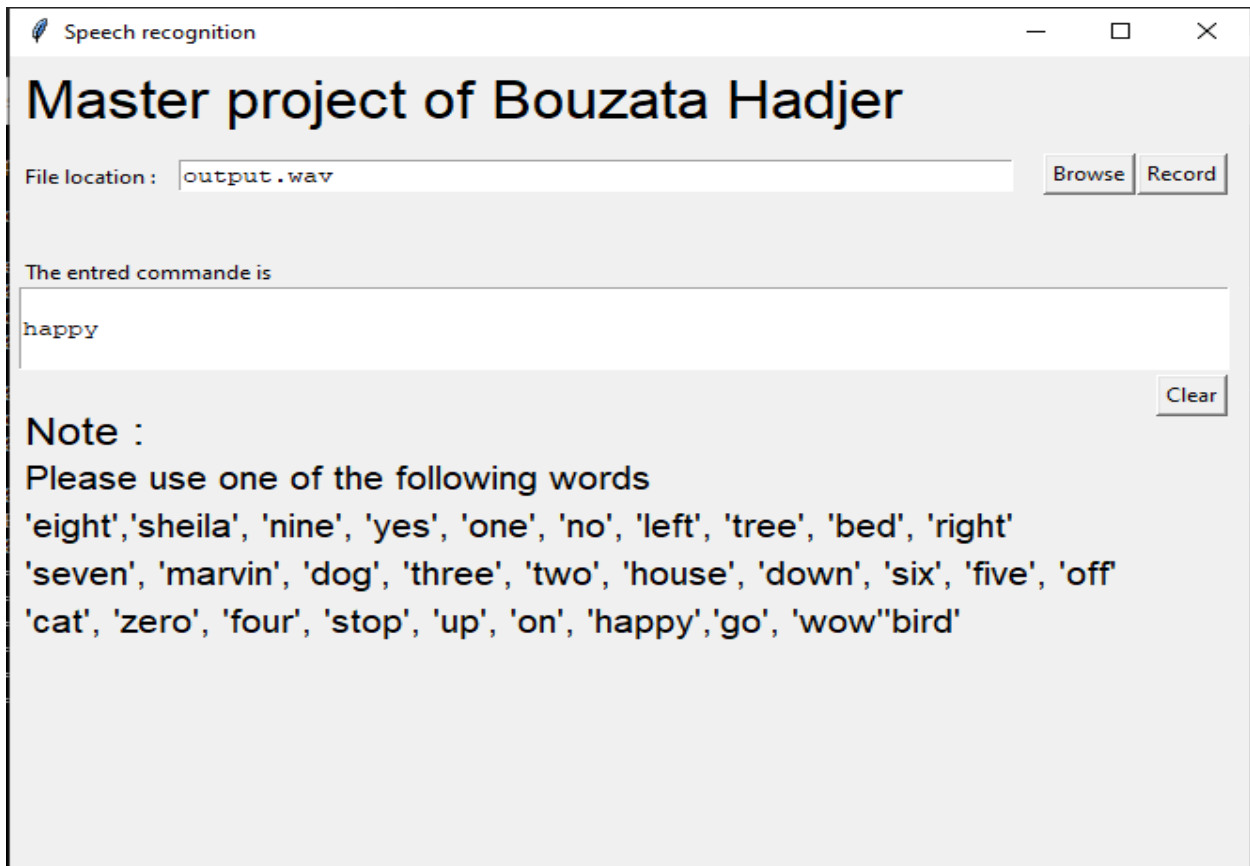 Speech recognition
Master project of Bouzata Hadjer
File location : output.wav Browse Record
The entred commande is
happy
Clear
Note :
Please use one of the following words
'eight','sheila', 'nine', 'yes', 'one', 'no', 'left', 'tree', 'bed', 'right'
'seven', 'marvin', 'dog', 'three', 'two', 'house', 'down', 'six', 'five', 'off'
'cat', 'zero', 'four', 'stop', 'up', 'on', 'happy','go', 'wow''bird'